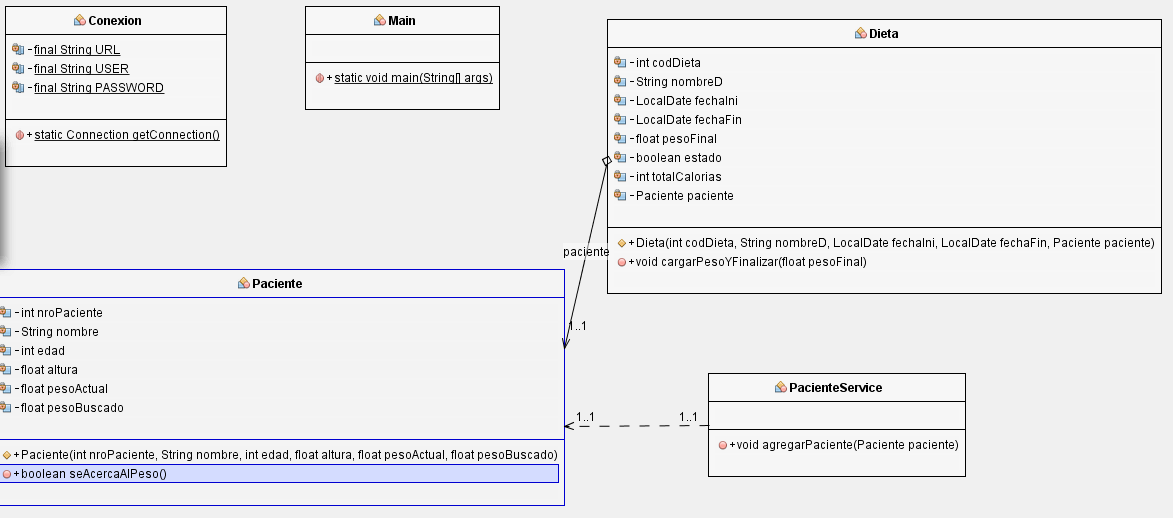 Conexion
-final String URL
-final String USER
-final String PASSWORD
+static Connection getConnection()
Main
+static void main(String[] args)
Dieta
-int codDieta
-String nombreD
-LocalDate fechaIni
-LocalDate fechaFin
-float pesoFinal
-boolean estado
-int totalCalorias
-Paciente paciente
+Dieta(int codDieta, String nombreD, LocalDate fechaIni, LocalDate fechaFin, Paciente paciente)
+void cargarPesoYFinalizar(float pesoFinal)
paciente
1..1
Paciente
-int nroPaciente
-String nombre
-int edad
-float altura
-float pesoActual
-float pesoBuscado
+Paciente(int nroPaciente, String nombre, int edad, float altura, float pesoActual, float pesoBuscado)
+boolean seAcercaAlPeso()
1..1
1..1
PacienteService
+void agregarPaciente(Paciente paciente)